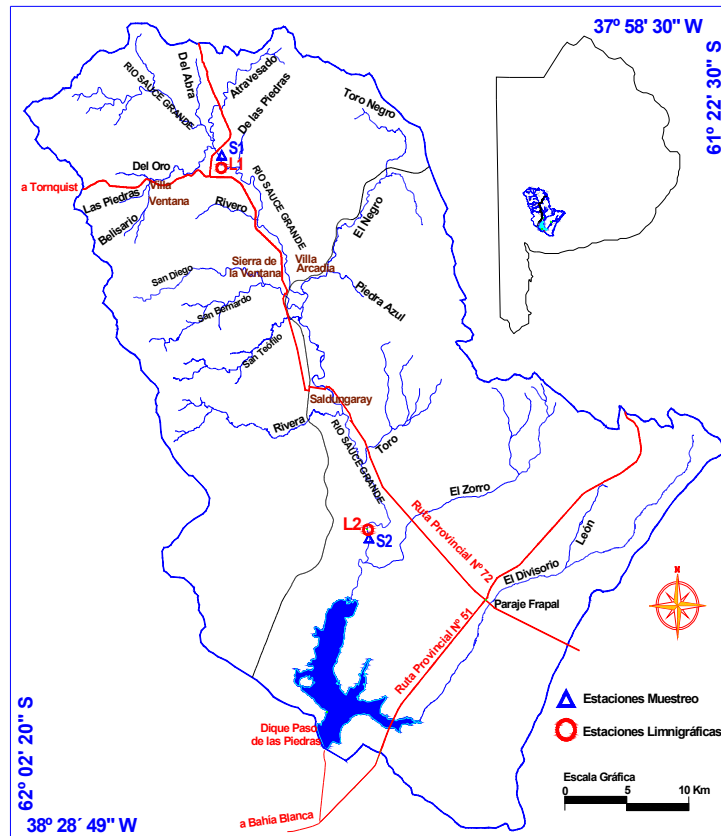 37º 58' 30" W
61º 22' 30" S
Del Abra
Atravesado
RIO SAUCE GRANDE
De las Piedras
Toro Negro
S1
L1
Del Oro
a Tornquist
Las Piedras
Villa
Ventana
Belisario
RIO SAUCE GRANDE
Rivero
El Negro
Sierra de
la Ventana
Villa
Arcadia
San Diego
Piedra Azul
San Bernardo
San Teófilo
Saldungaray
Rivera
RIO SAUCE GRANDE
Toro
El Zorro
L2
S2
Ruta Provincial Nº 72
León
El Divisorio
Paraje Frapal
Ruta Provincial Nº 51
N
Estaciones Muestreo
Estaciones Limnigráficas
Dique Paso
de las Piedras
Escala Gráfica
0 5 10 Km
a Bahía Blanca
62º 02' 20" S
38º 28´ 49" W